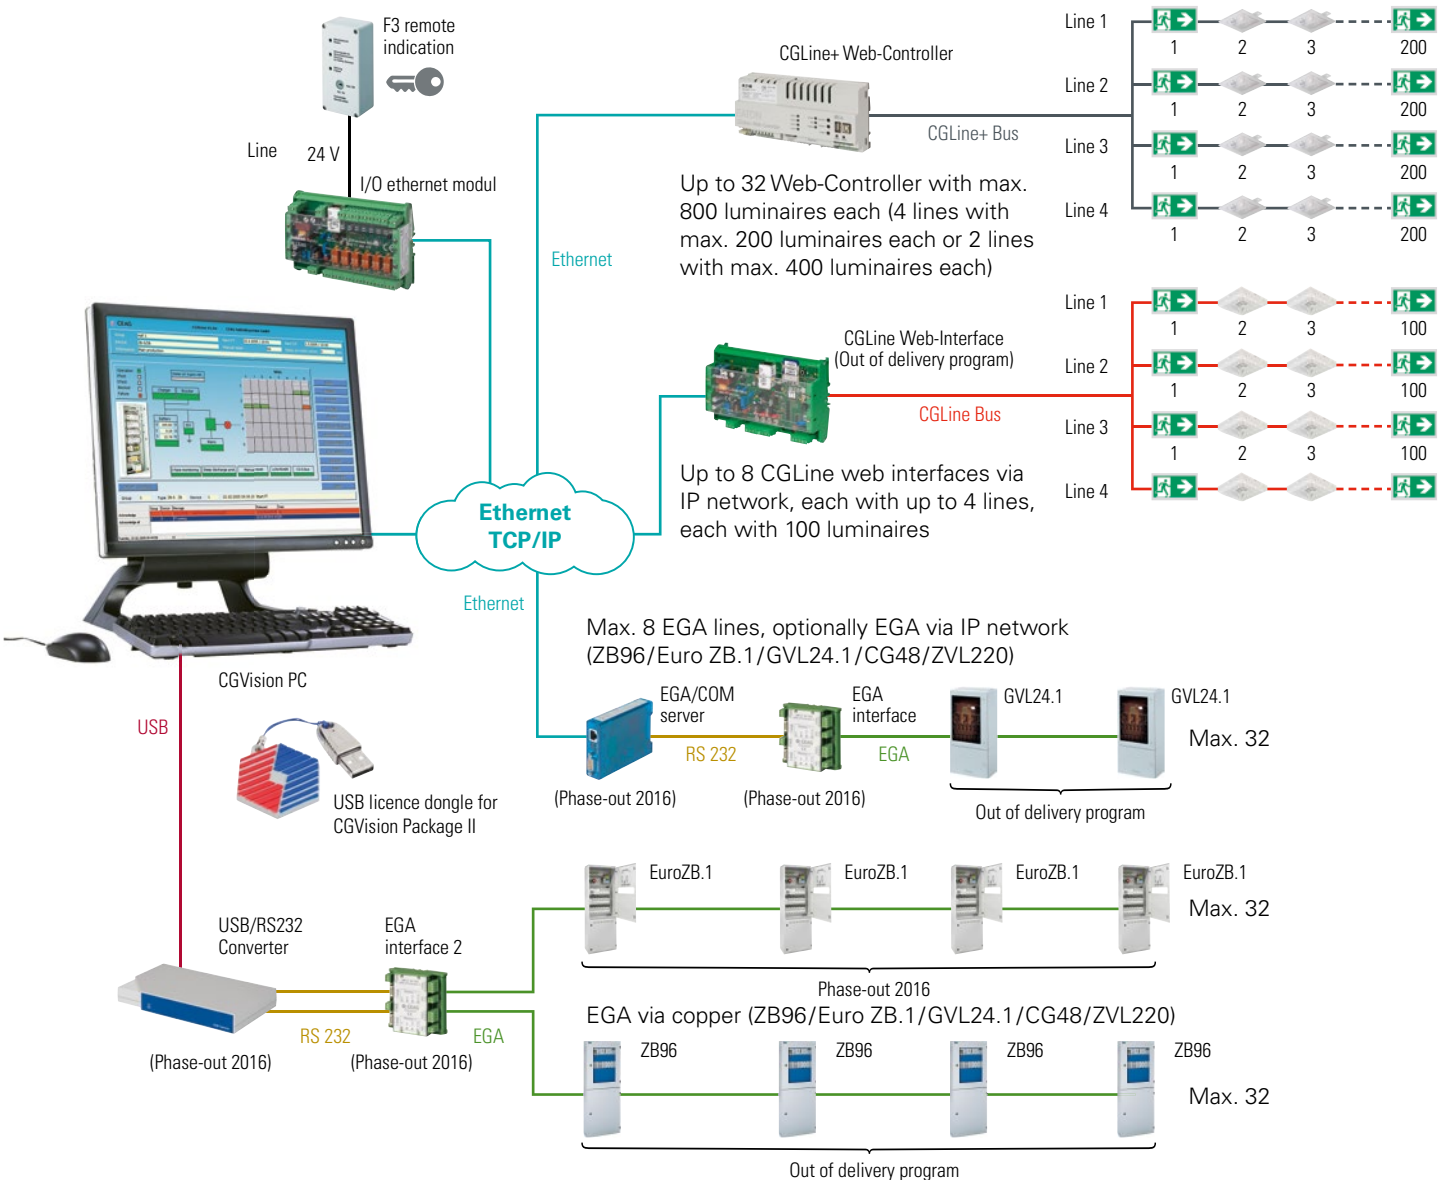 F3 remote
indication
Line
24 V
I/O ethernet modul
CGLine+ Web-Controller
CGLine+ Bus
Line 1
1
2
3
200
Line 2
1
2
3
200
Line 3
1
2
3
200
Line 4
1
2
3
200
Up to 32 Web-Controller with max.
800 luminaires each (4 lines with
max. 200 luminaires each or 2 lines
with max. 400 luminaires each)
Ethernet
CGLine Web-Interface
(Out of delivery program)
CGLine Bus
Line 1
1
2
3
100
Line 2
1
2
3
100
Line 3
1
2
3
100
Line 4
Up to 8 CGLine web interfaces via
IP network, each with up to 4 lines,
each with 100 luminaires
Ethernet
TCP/IP
Ethernet
CGVision PC
USB
USB licence dongle for
CGVision Package II
Max. 8 EGA lines, optionally EGA via IP network
(ZB96/Euro ZB.1/GVL24.1/CG48/ZVL220)
EGA/COM
server
RS 232
EGA
interface
EGA
GVL24.1
GVL24.1
Max. 32
(Phase-out 2016)
(Phase-out 2016)
Out of delivery program
USB/RS232
Converter
EGA
interface 2
RS 232
EGA
(Phase-out 2016)
(Phase-out 2016)
EuroZB.1
EuroZB.1
EuroZB.1
EuroZB.1
Max. 32
Phase-out 2016
EGA via copper (ZB96/Euro ZB.1/GVL24.1/CG48/ZVL220)
ZB96
ZB96
ZB96
ZB96
Max. 32
Out of delivery program